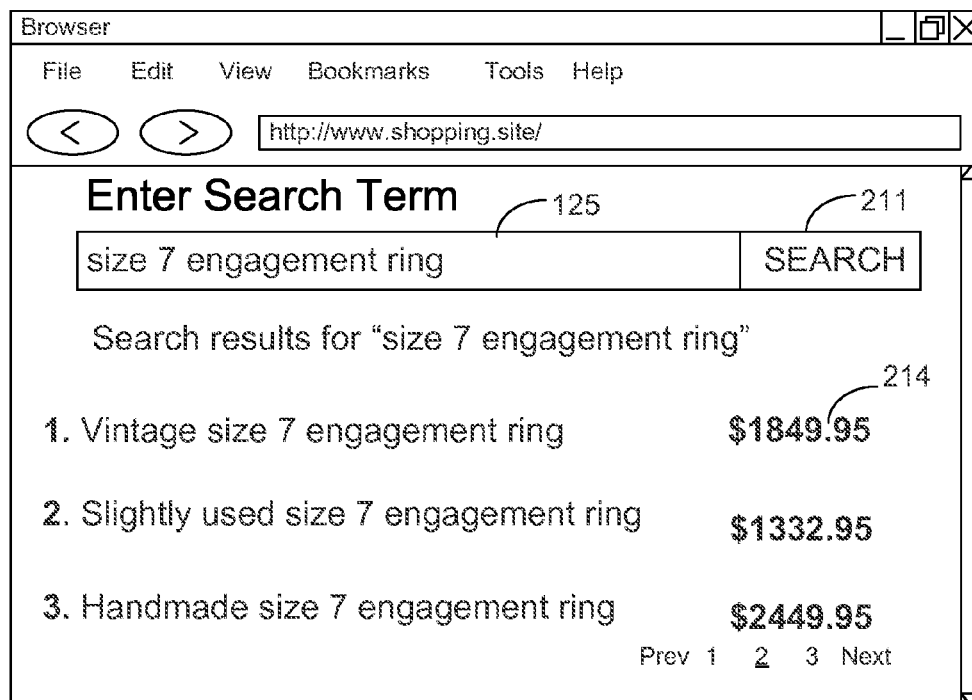 Browser
File Edit View Bookmarks Tools Help
< > http://www.shopping.site/
Enter Search Term
125
211
size 7 engagement ring SEARCH
Search results for “size 7 engagement ring”
214
1. Vintage size 7 engagement ring $1849.95
2. Slightly used size 7 engagement ring $1332.95
3. Handmade size 7 engagement ring $2449.95
Prev 1 2 3 Next